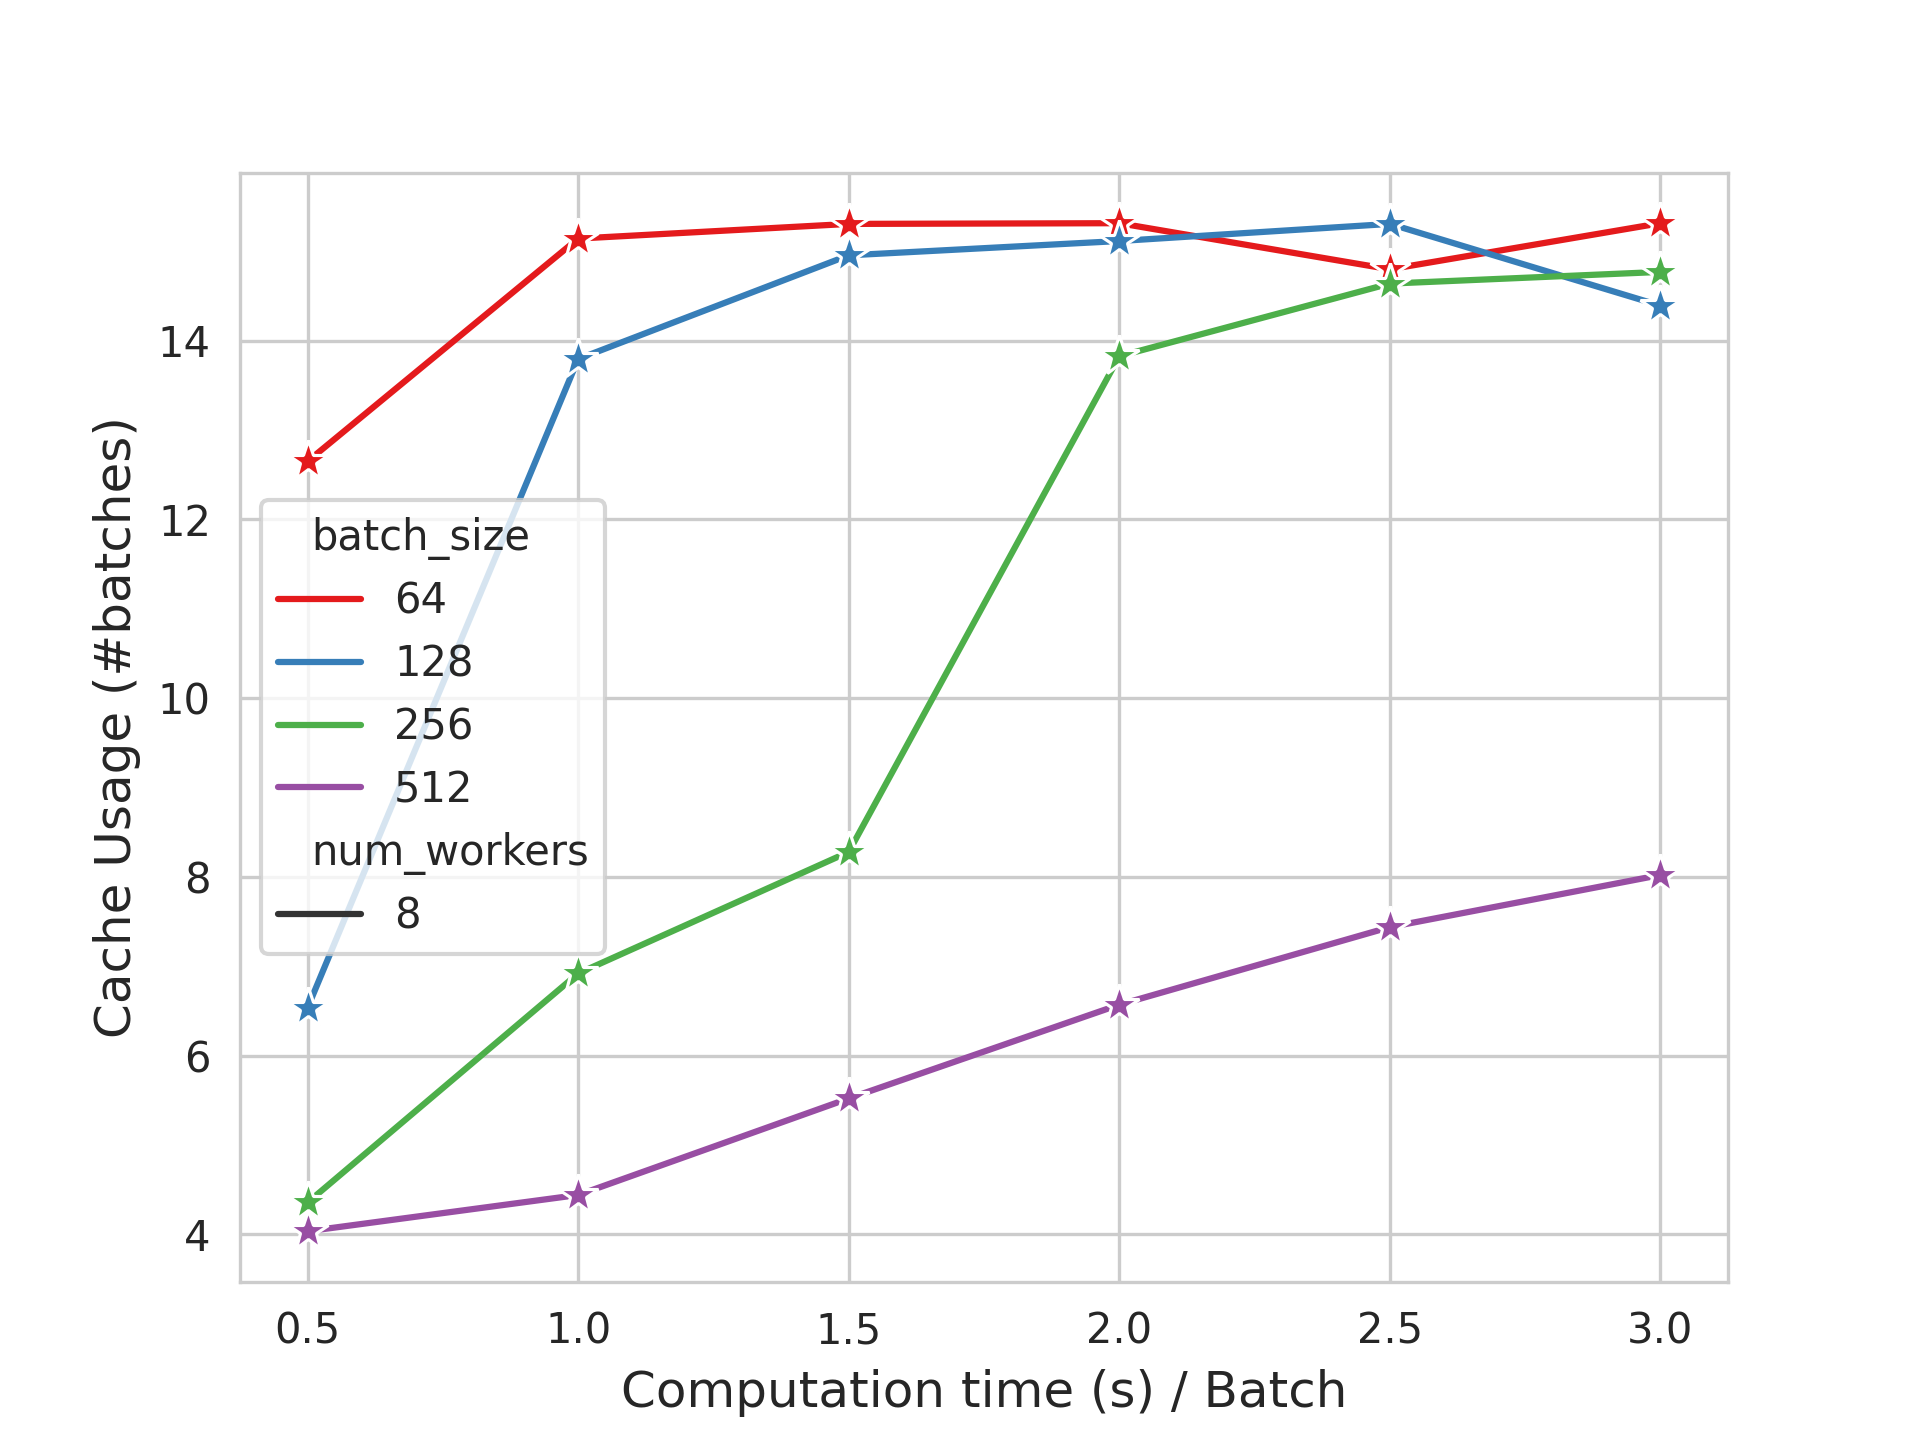 Cache Usage (#batches)
14
12
10
8
6
4
batch_size
64
128
256
512
num_workers
8
0.5 1.0 1.5 2.0 2.5 3.0
Computation time (s) / Batch